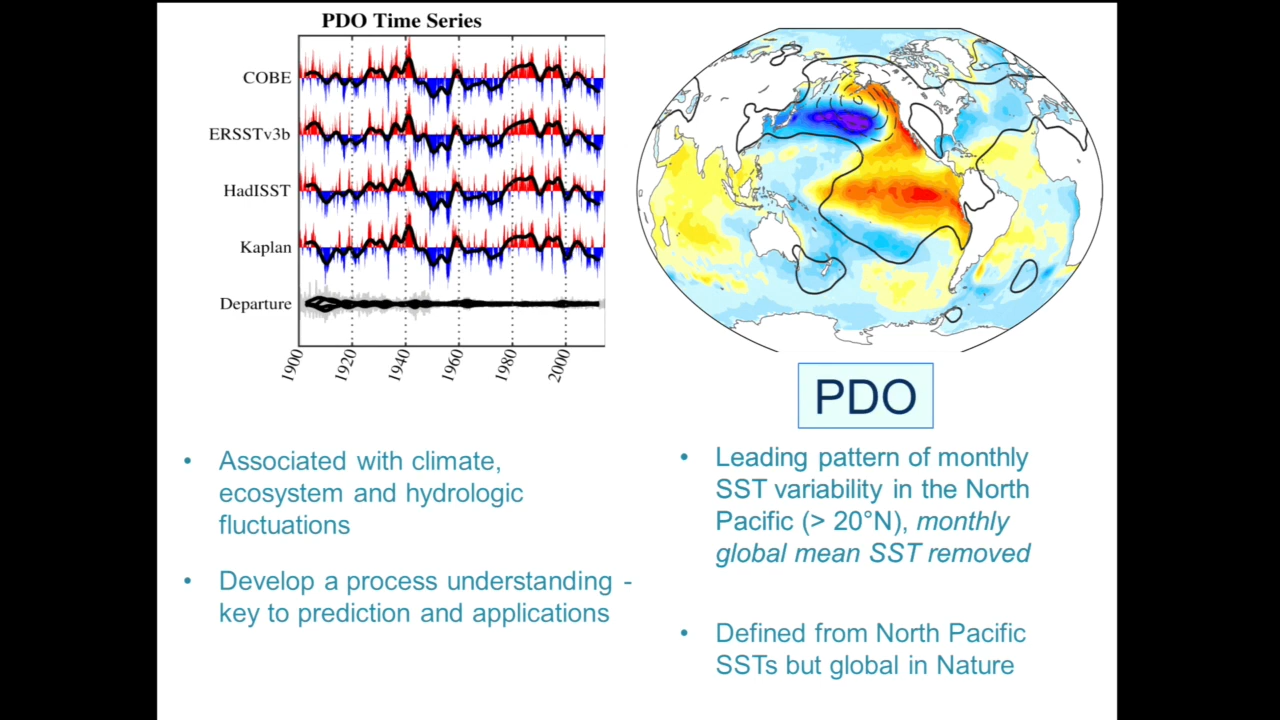 PDO Time Series
COBE
ERSSTv3b
HadISST
Kaplan
Departure
1900
1920
1940
1960
1980
2000
PDO
• Associated with climate,
ecosystem and hydrologic
fluctuations
• Develop a process understanding -
key to prediction and applications
• Leading pattern of monthly
SST variability in the North
Pacific (> 20°N), monthly
global mean SST removed
• Defined from North Pacific
SSTs but global in Nature